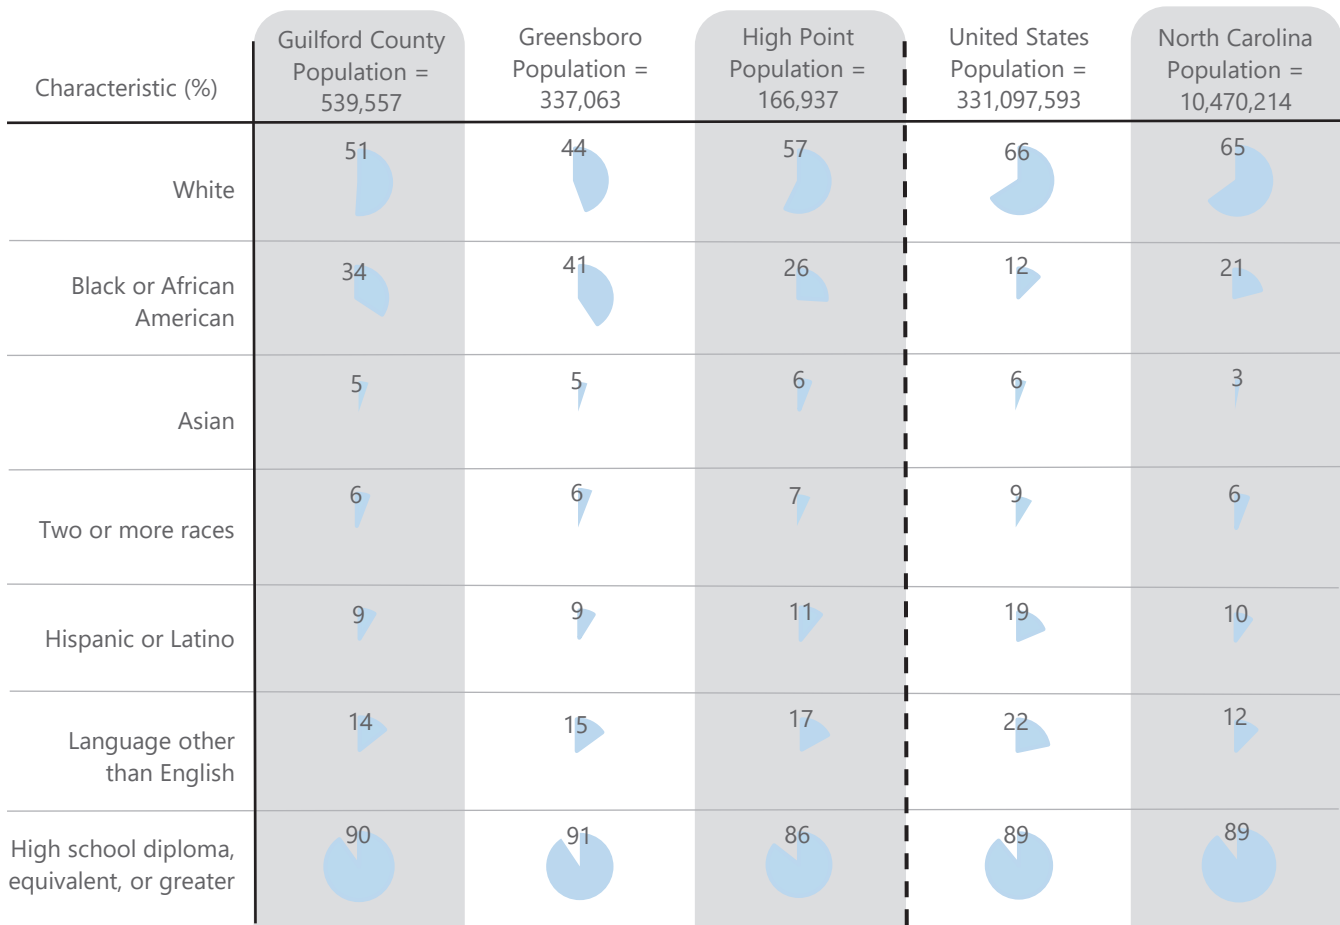 Characteristic (%)
Guilford County
Population =
539,557
Greensboro
Population =
337,063
High Point
Population =
166,937
United States
Population =
331,097,593
North Carolina
Population =
10,470,214
White
51
44
57
66
65
Black or African
American
34
41
26
12
21
Asian
5
5
6
6
3
Two or more races
6
6
7
9
6
Hispanic or Latino
9
9
11
19
10
Language other
than English
14
15
17
22
12
High school diploma,
equivalent, or greater
90
91
86
89
89